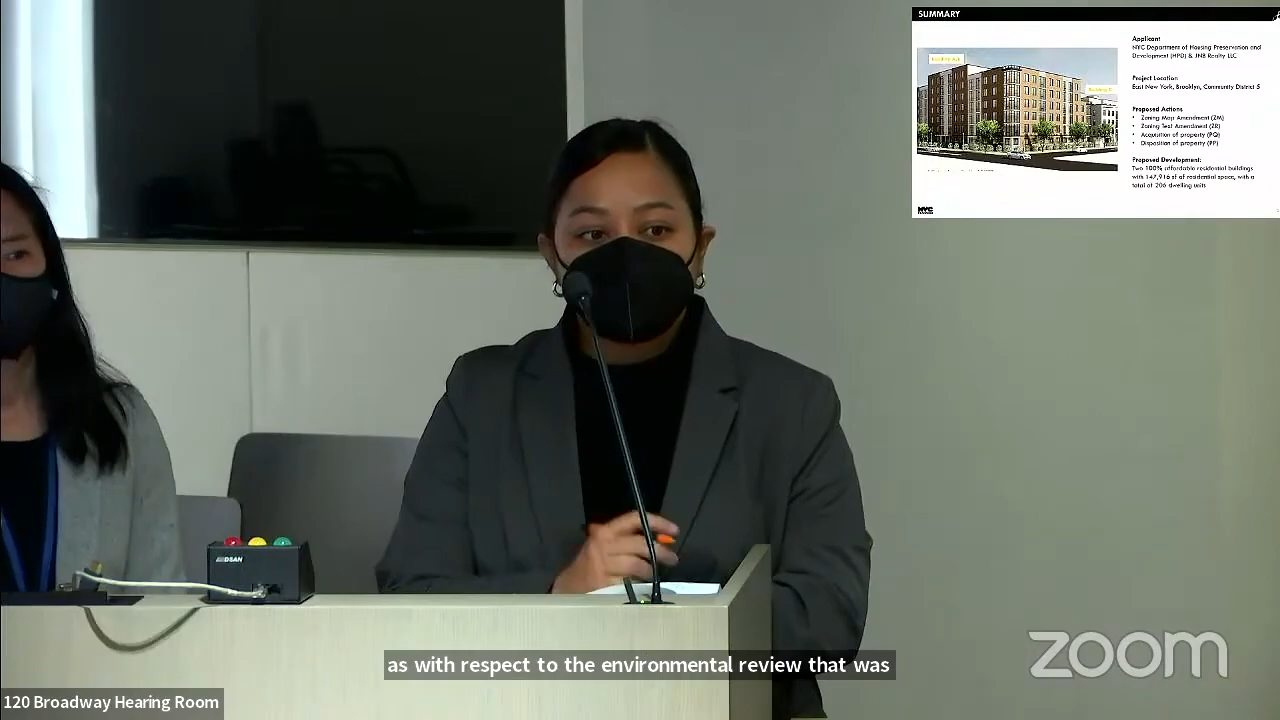 SUMMARY
Applicant
NYC Department of Housing Preservation and
Development (HPD) & JNB Realty LLC
Project Location:
East New York, Brooklyn, Community District 5
Proposed Actions
• Zoning Map Amendment (ZM)
• Zoning Text Amendment (ZR)
• Acquisition of property (PQ)
• Disposition of property (PP)
Proposed Development:
Two 100% affordable residential buildings
with 147,916 sf of residential space, with a
total of 206 dwelling units
NYC
DSAN
as with respect to the environmental review that was
zoom
120 Broadway Hearing Room